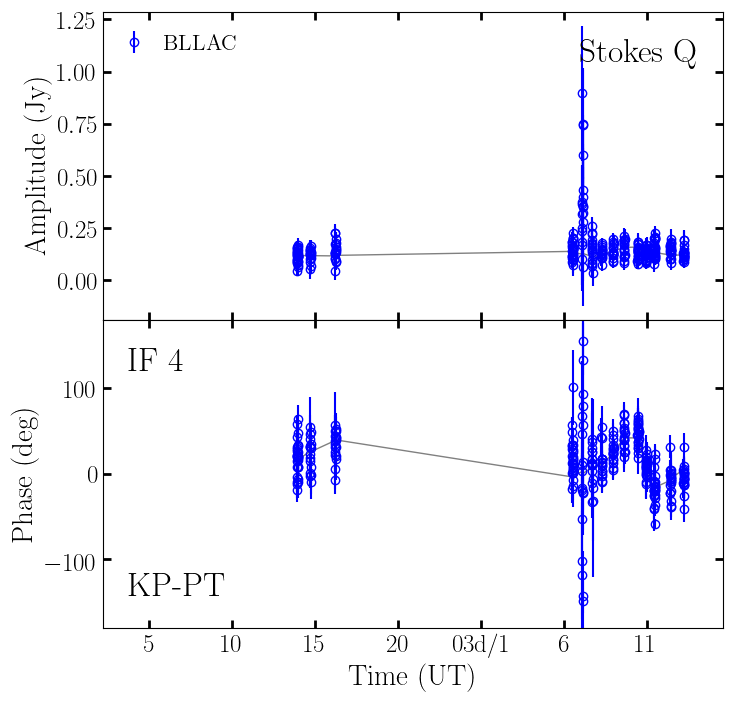 1.25
BLLAC
Stokes Q
1.00
0.75
0.50
0.25
0.00
Amplitude (Jy)
IF 4
100
0
−100
Phase (deg)
KP-PT
5 10 15 20 03d/1 6 11
Time (UT)